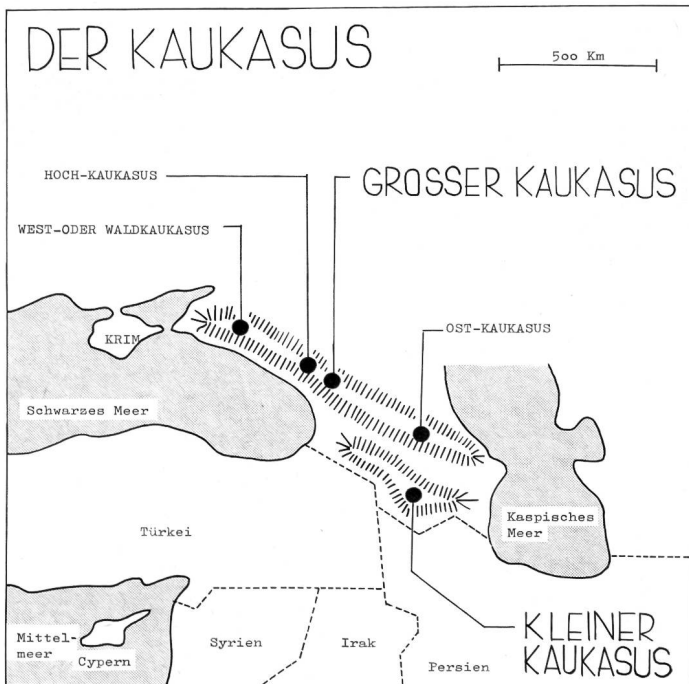 DER KAUKASUS
5oo Km
HOCH-KAUKASUS
GROSSER KAUKASUS
WEST-ODER WALDKAUKASUS
OST-KAUKASUS
KRIM
Schwarzes Meer
Kaspisches
Meer
Türkei
Mittel-
meer
Cypern
Syrien
Irak
Persien
KLEINER
KAUKASUS